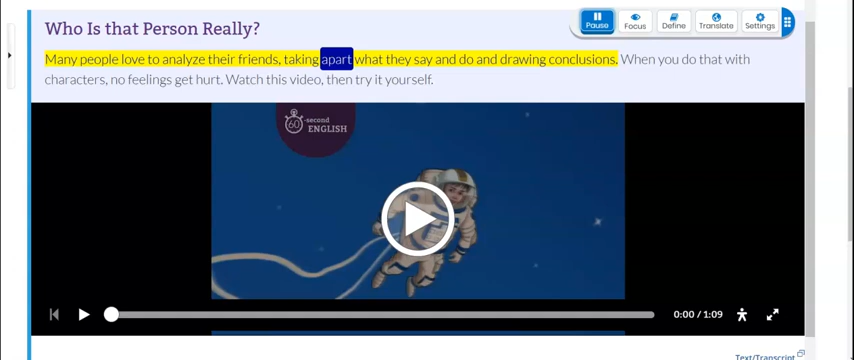 Who Is that Person Really?
Pause Focus Define Translate Settings
Many people love to analyze their friends, taking apart what they say and do and drawing conclusions. When you do that with
characters, no feelings get hurt. Watch this video, then try it yourself.
60 -second
ENGLISH
0:00 / 1:09
Text/Transcript